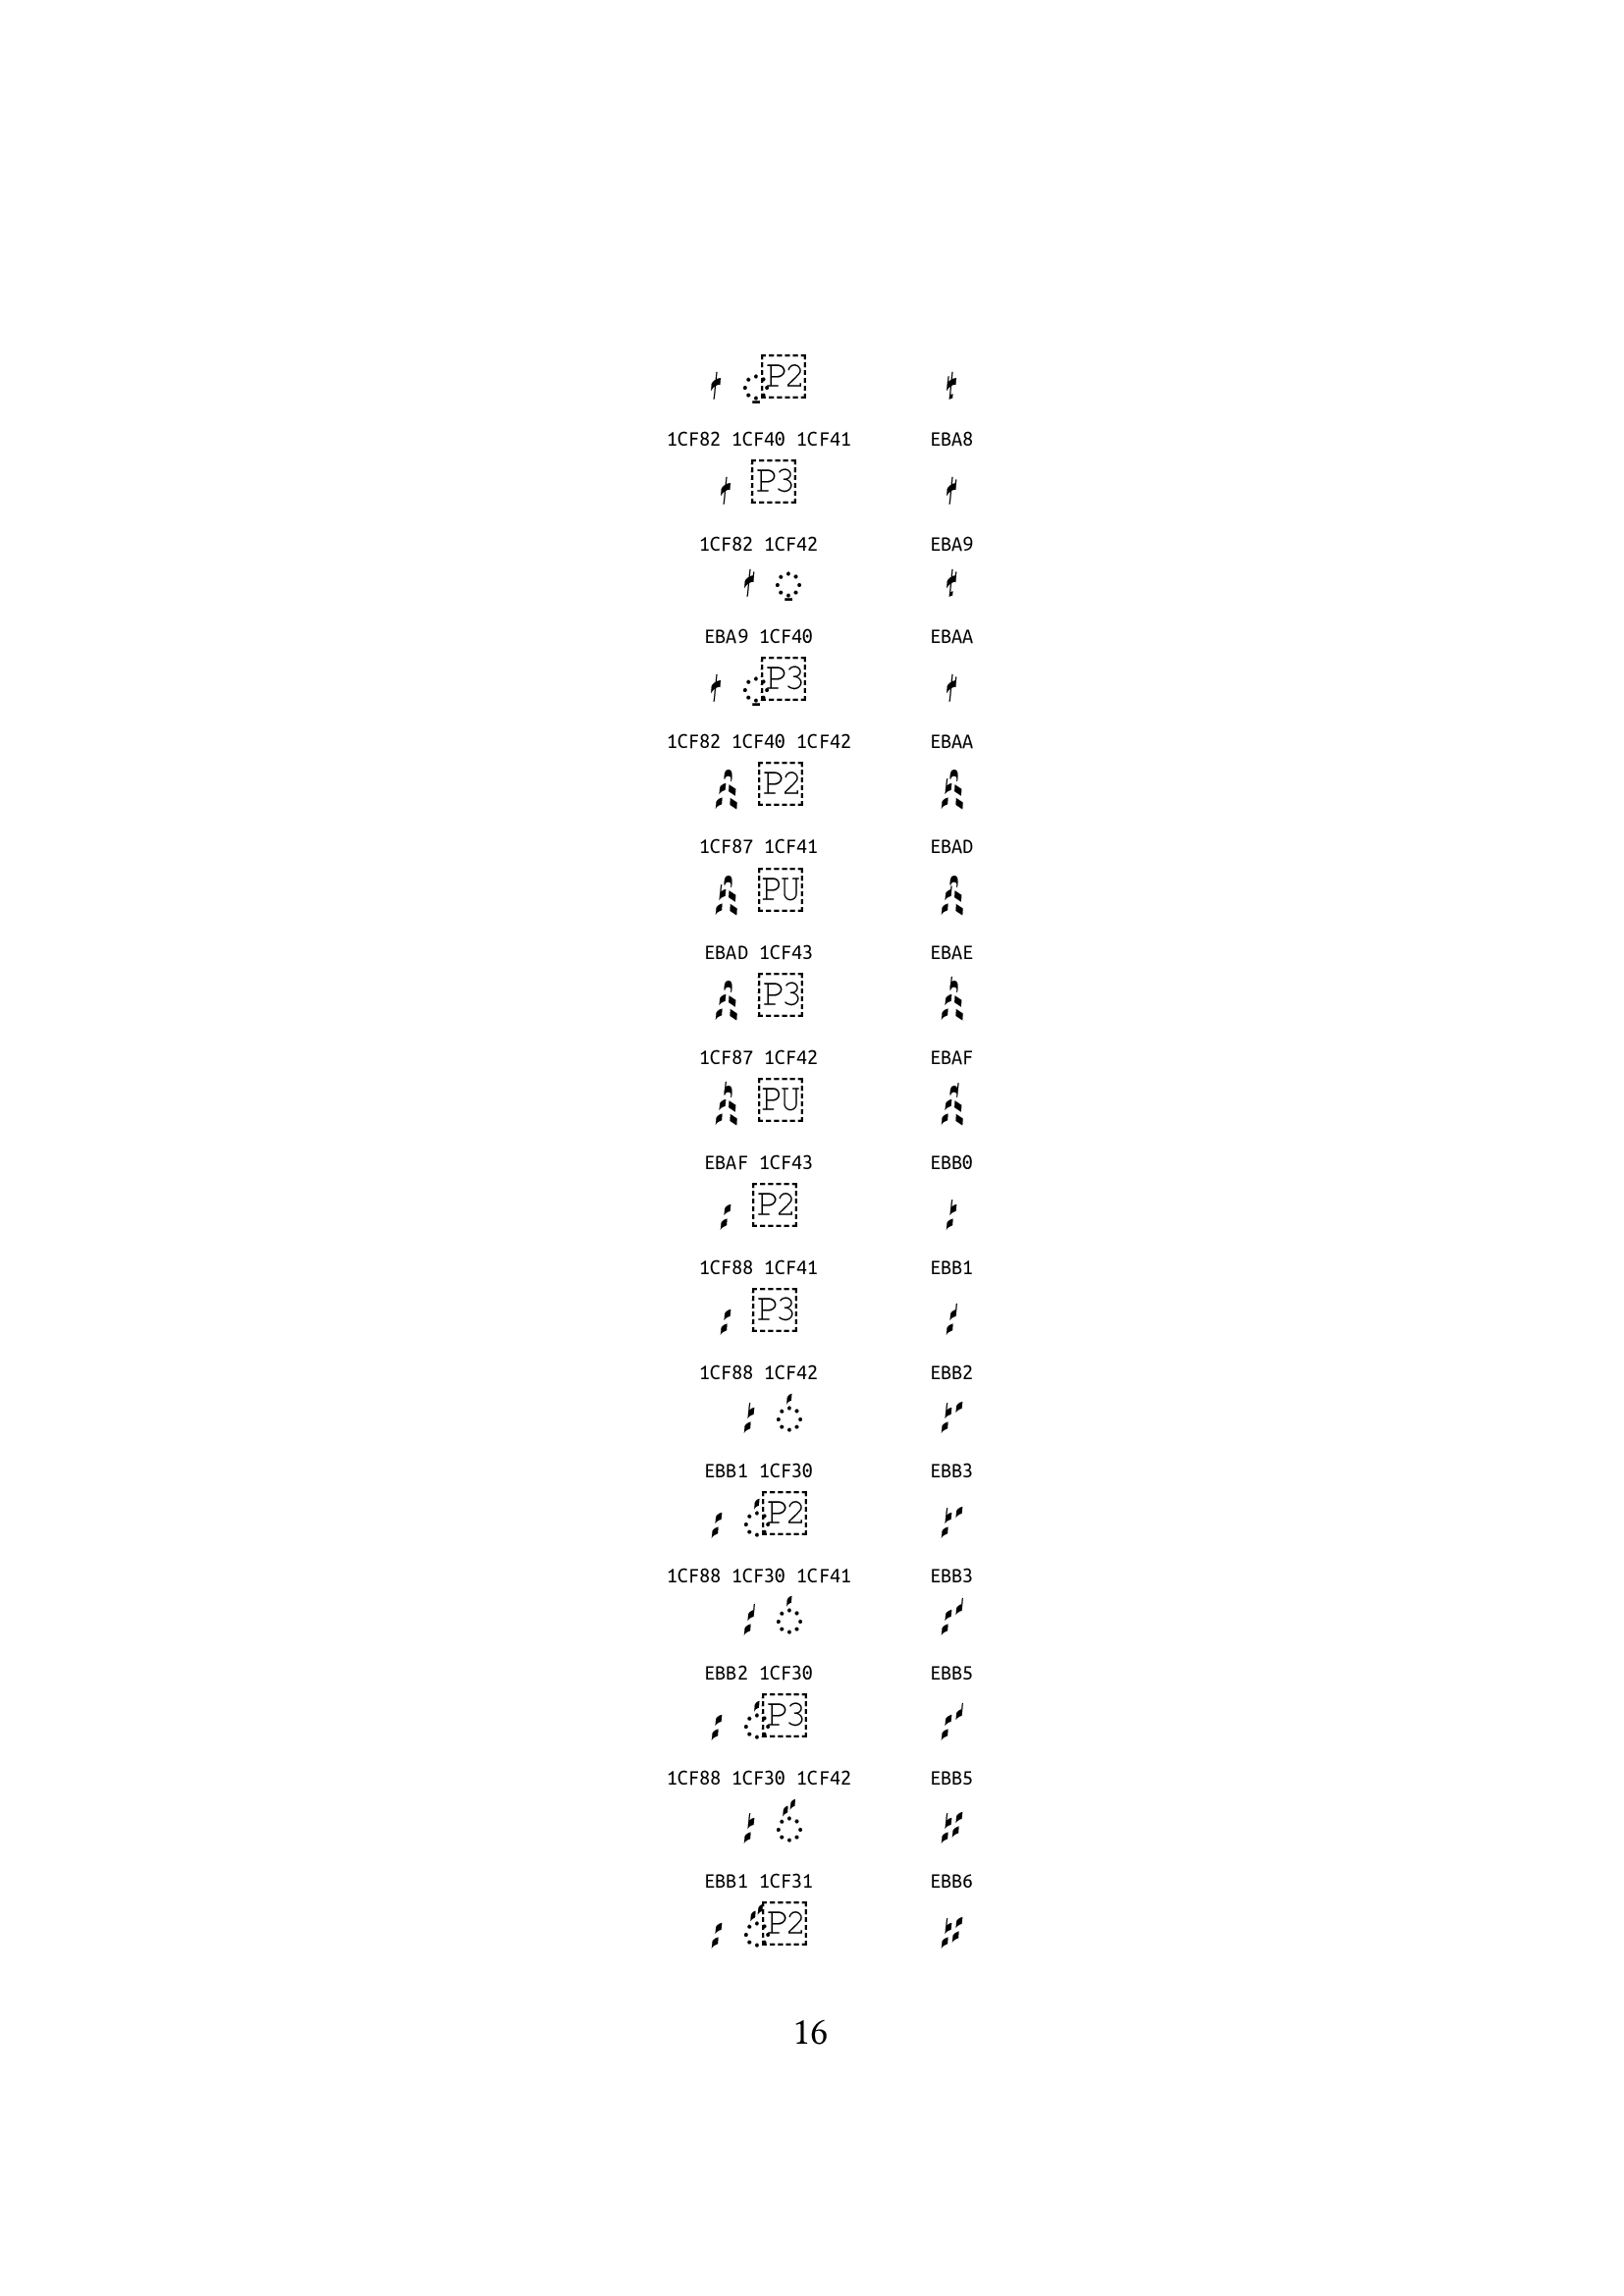 P2
1CF82 1CF40 1CF41 EBA8
P3
1CF82 1CF42 EBA9
EBA9 1CF40 EBAA
P3
1CF82 1CF40 1CF42 EBAA
P2
1CF87 1CF41 EBAD
PU
EBAD 1CF43 EBAE
P3
1CF87 1CF42 EBAF
PU
EBAF 1CF43 EBB0
P2
1CF88 1CF41 EBB1
P3
1CF88 1CF42 EBB2
EBB1 1CF30 EBB3
P2
1CF88 1CF30 1CF41 EBB3
EBB2 1CF30 EBB5
P3
1CF88 1CF30 1CF42 EBB5
EBB1 1CF31 EBB6
P2
16